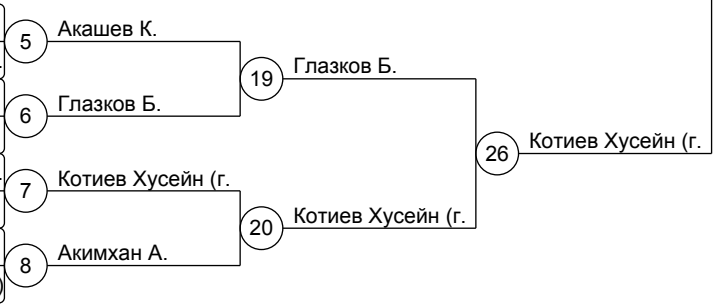 5 Акашев К.
19 Глазков Б.
6 Глазков Б.
26 Котиев Хусейн (г.
7 Котиев Хусейн (г.
20 Котиев Хусейн (г.
8 Акимхан А.